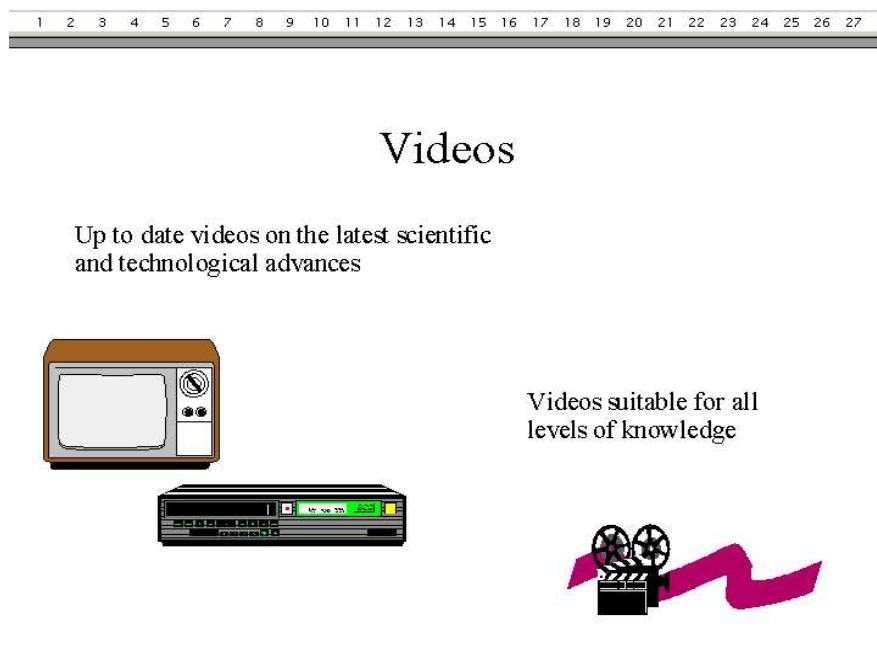 1 2 3 4 5 6 7 8 9 10 11 12 13 14 15 16 17 18 19 20 21 22 23 24 25 26 27
Videos
Up to date videos on the latest scientific
and technological advances
Videos suitable for all
levels of knowledge